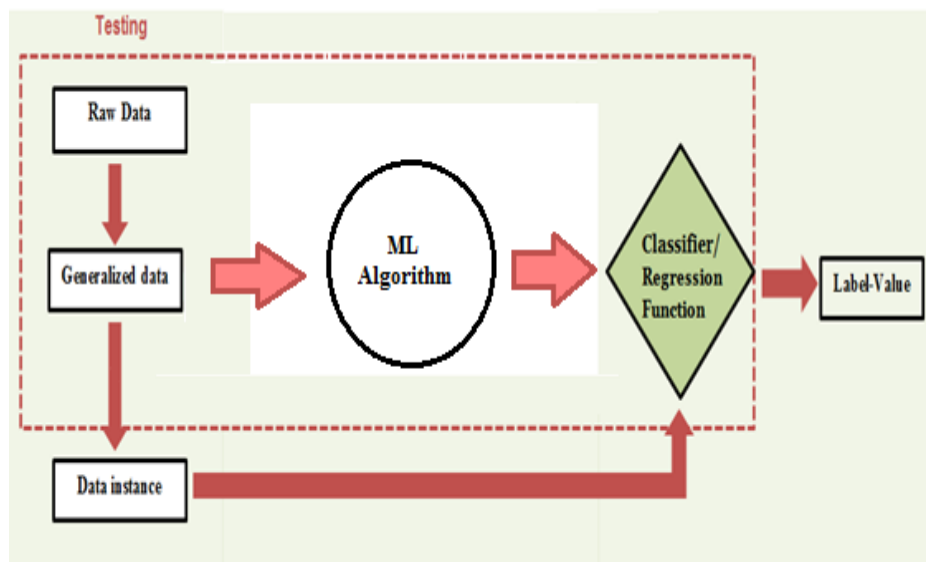 Testing
Raw Data
Generalized data
ML
Algorithm
Classifier/
Regression
Function
Label-Value
Data instance